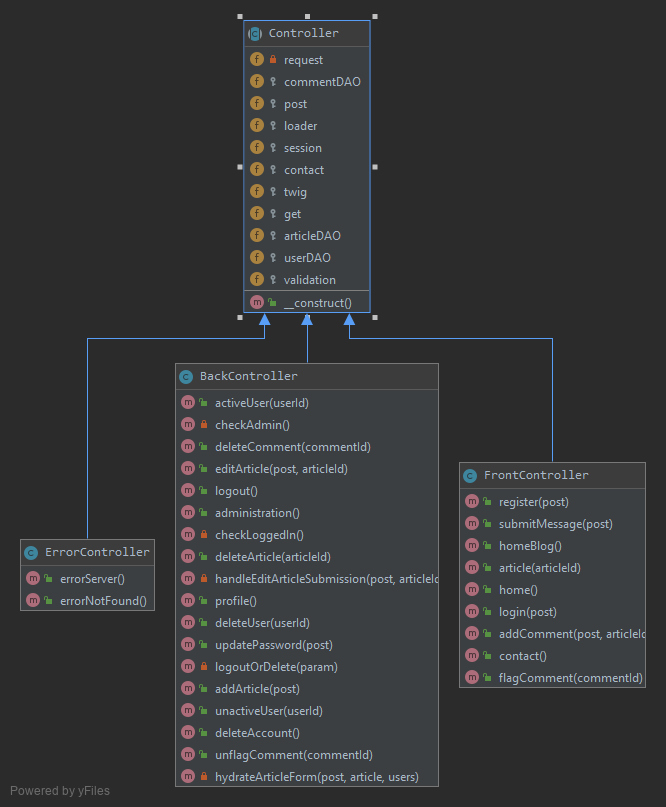 Controller
request
commentDAO
post
loader
session
contact
twig
get
articleDAO
userDAO
validation
__construct()
BackController
activeUser(userId)
checkAdmin()
deleteComment(commentId)
editArticle(post, articleId)
logout()
administration()
checkLoggedIn()
deleteArticle(articleId)
handleEditArticleSubmission(post, articleId
profile()
deleteUser(userId)
updatePassword(post)
logoutOrDelete(param)
addArticle(post)
unactiveUser(userId)
deleteAccount()
unflagComment(commentId)
hydrateArticleForm(post, article, users)
FrontController
register(post)
submitMessage(post)
homeBlog()
article(articleId)
home()
login(post)
addComment(post, articleId
contact()
flagComment(commentId)
ErrorController
errorServer()
errorNotFound()
Powered by yFiles